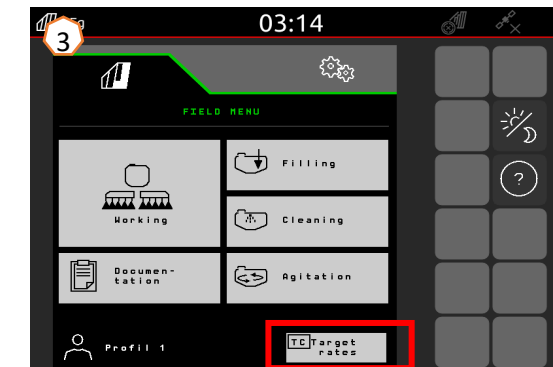 03:14
3
FIELD MENU
Filling
Working
Cleaning
Documen-
tation
Agitation
Profil 1
TC Target
rates
?